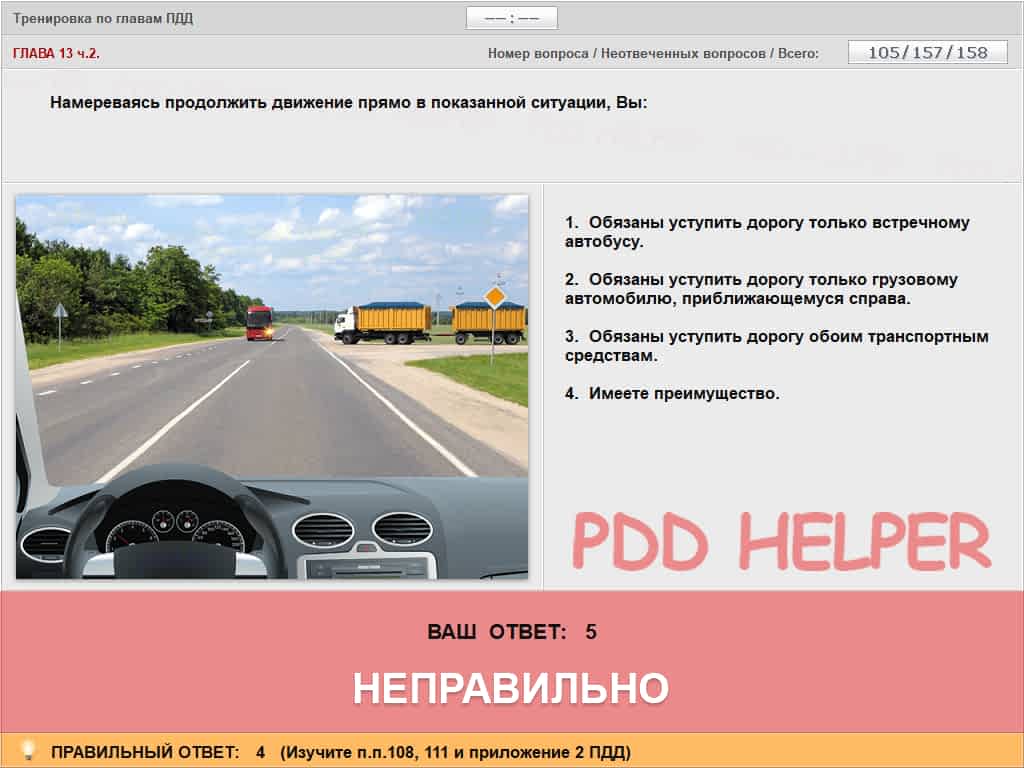 Тренировка по главам ПДД
—— : ——
ГЛАВА 13 ч.2.
Номер вопроса / Неотвеченных вопросов / Всего:
105/157/158
Намереваясь продолжить движение прямо в показанной ситуации, Вы:
1. Обязаны уступить дорогу только встречному
автобусу.
2. Обязаны уступить дорогу только грузовому
автомобилю, приближающемуся справа.
3. Обязаны уступить дорогу обоим транспортным
средствам.
4. Имеете преимущество.
PDD HELPER
ВАШ ОТВЕТ: 5
НЕПРАВИЛЬНО
ПРАВИЛЬНЫЙ ОТВЕТ: 4 (Изучите п.п.108, 111 и приложение 2 ПДД)